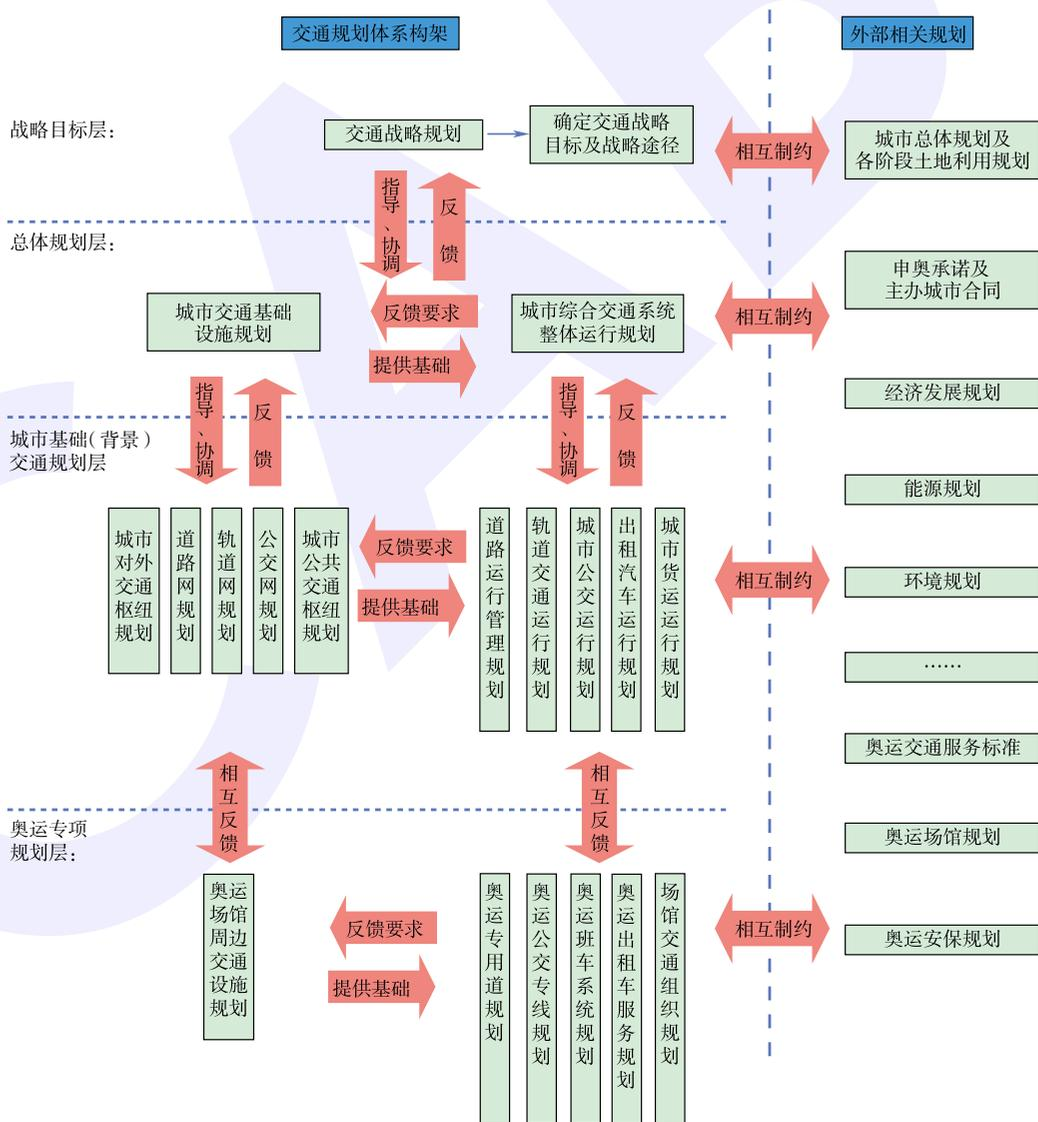 交通规划体系构架
外部相关规划
战略目标层：
交通战略规划
确定交通战略
目标及战略途径
相互制约
城市总体规划及
各阶段土地利用规划
指导、协调
反馈
总体规划层：
城市交通基础
设施规划
反馈要求
提供基础
城市综合交通系统
整体运行规划
相互制约
申奥承诺及
主办城市合同
指导、协调
反馈
指导、协调
反馈
经济发展规划
城市基础（背景）
交通规划层
能源规划
城市
对外
交通
枢纽
规划
道路网规划
轨道网规划
公交网规划
城市
公共
交通
枢纽
规划
反馈要求
提供基础
道路运行管理规划
轨道交通运行规划
城市公交运行规划
出租汽车运行规划
城市货运运行规划
相互制约
环境规划
……
奥运交通服务标准
相互反馈
相互反馈
奥运专项
规划层：
奥运场馆规划
奥运
场馆
周边
交通
设施
规划
反馈要求
提供基础
奥运专用道规划
奥运公交专线规划
奥运班车系统规划
奥运出租车服务规划
场馆交通组织规划
相互制约
奥运安保规划
CAD